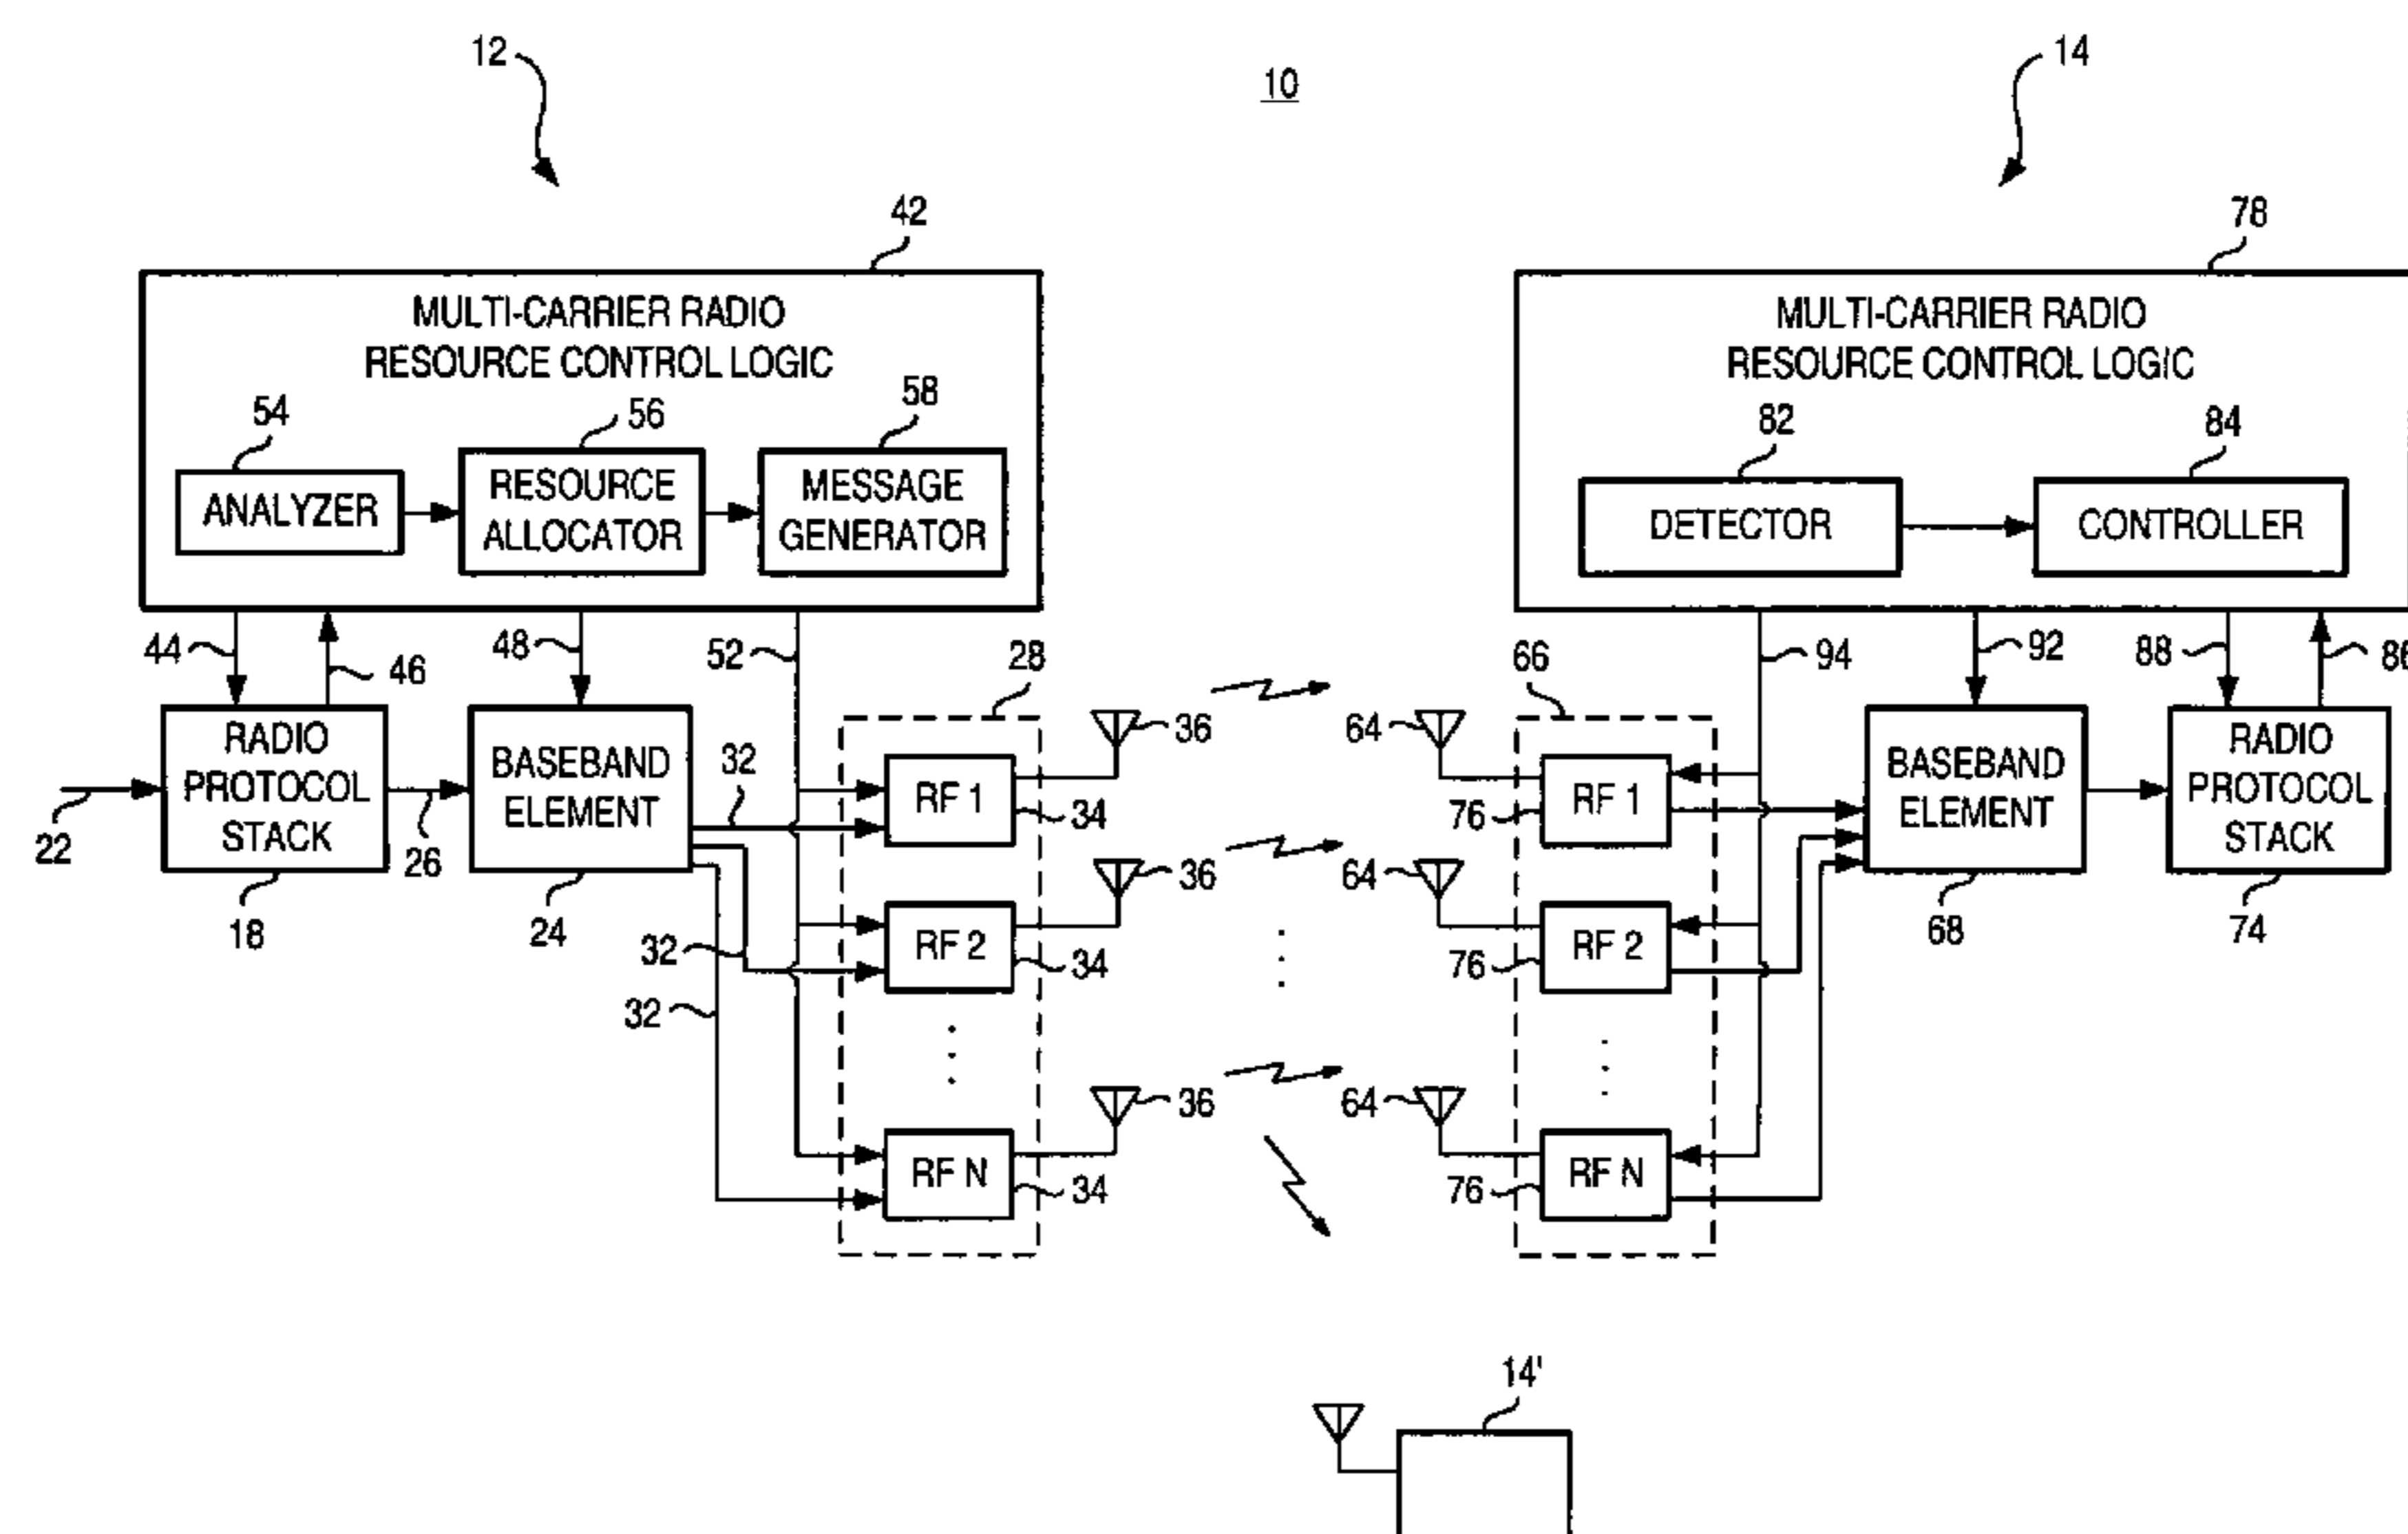 12
10
14
42
78
MULTI-CARRIER RADIO
RESOURCE CONTROL LOGIC
54
56
58
ANALYZER
RESOURCE
ALLOCATOR
MESSAGE
GENERATOR
MULTI-CARRIER RADIO
RESOURCE CONTROL LOGIC
82
84
DETECTOR
CONTROLLER
44
46
48
52
28
66
94
92
88
RADIO
PROTOCOL
STACK
BASEBAND
ELEMENT
22
26
18
24
32
32
32
RF 1
34
36
RF 2
34
36
RF N
34
36
64
RF 1
76
64
RF 2
76
64
RF N
76
BASEBAND
ELEMENT
68
RADIO
PROTOCOL
STACK
74
14'